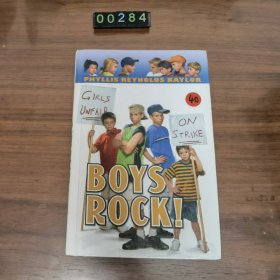 00284
PHYLLIS REYNOLDS NAYLOR
GIRLS
UNFAIR
40
ON
STRIKE
BOYS
ROCK!